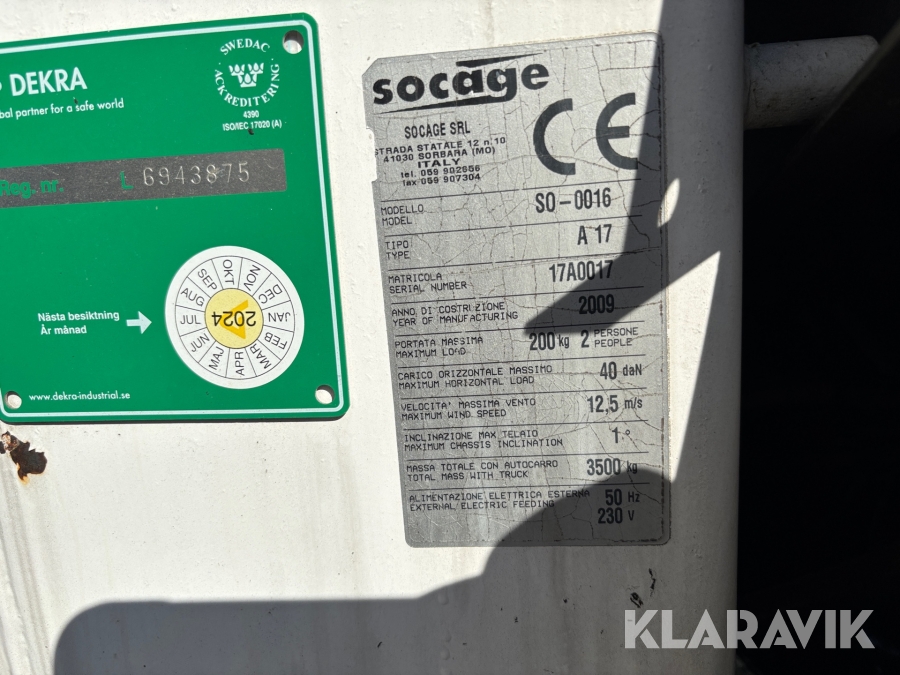 DEKRA
bal partner for a safe world
SWEDAC
ACKREDITERING
4390
ISO/IEC 17020 (A)
Reg. nr. L 6943875
Nästa besiktning
År månad
JAN FEB MAR APR MAJ JUN JUL AUG SEP OKT NOV DEC
2024
www.dekra-industrial.se
socage
CE
SOCAGE SRL
STRADA STATALE 12 n.10
41030 SORBARA (MO)
ITALY
tel. 059 902656
fax 059 907304
MODELLO
MODEL
SO-0016
TIPO
TYPE
A 17
MATRICOLA
SERIAL NUMBER
17A0017
ANNO DI COSTRUZIONE
YEAR OF MANUFACTURING
2009
PORTATA MASSIMA
MAXIMUM LOAD
200 kg 2 PERSONE
PEOPLE
CARICO ORIZZONTALE MASSIMO
MAXIMUM HORIZONTAL LOAD
40 daN
VELOCITA' MASSIMA VENTO
MAXIMUM WIND SPEED
12,5 m/s
INCLINAZIONE MAX TELAIO
MAXIMUM CHASSIS INCLINATION
1 °
MASSA TOTALE CON AUTOCARRO
TOTAL MASS WITH TRUCK
3500 kg
ALIMENTAZIONE ELETTRICA ESTERNA
EXTERNAL ELECTRIC FEEDING
50 Hz
230 V
KLARAVIK